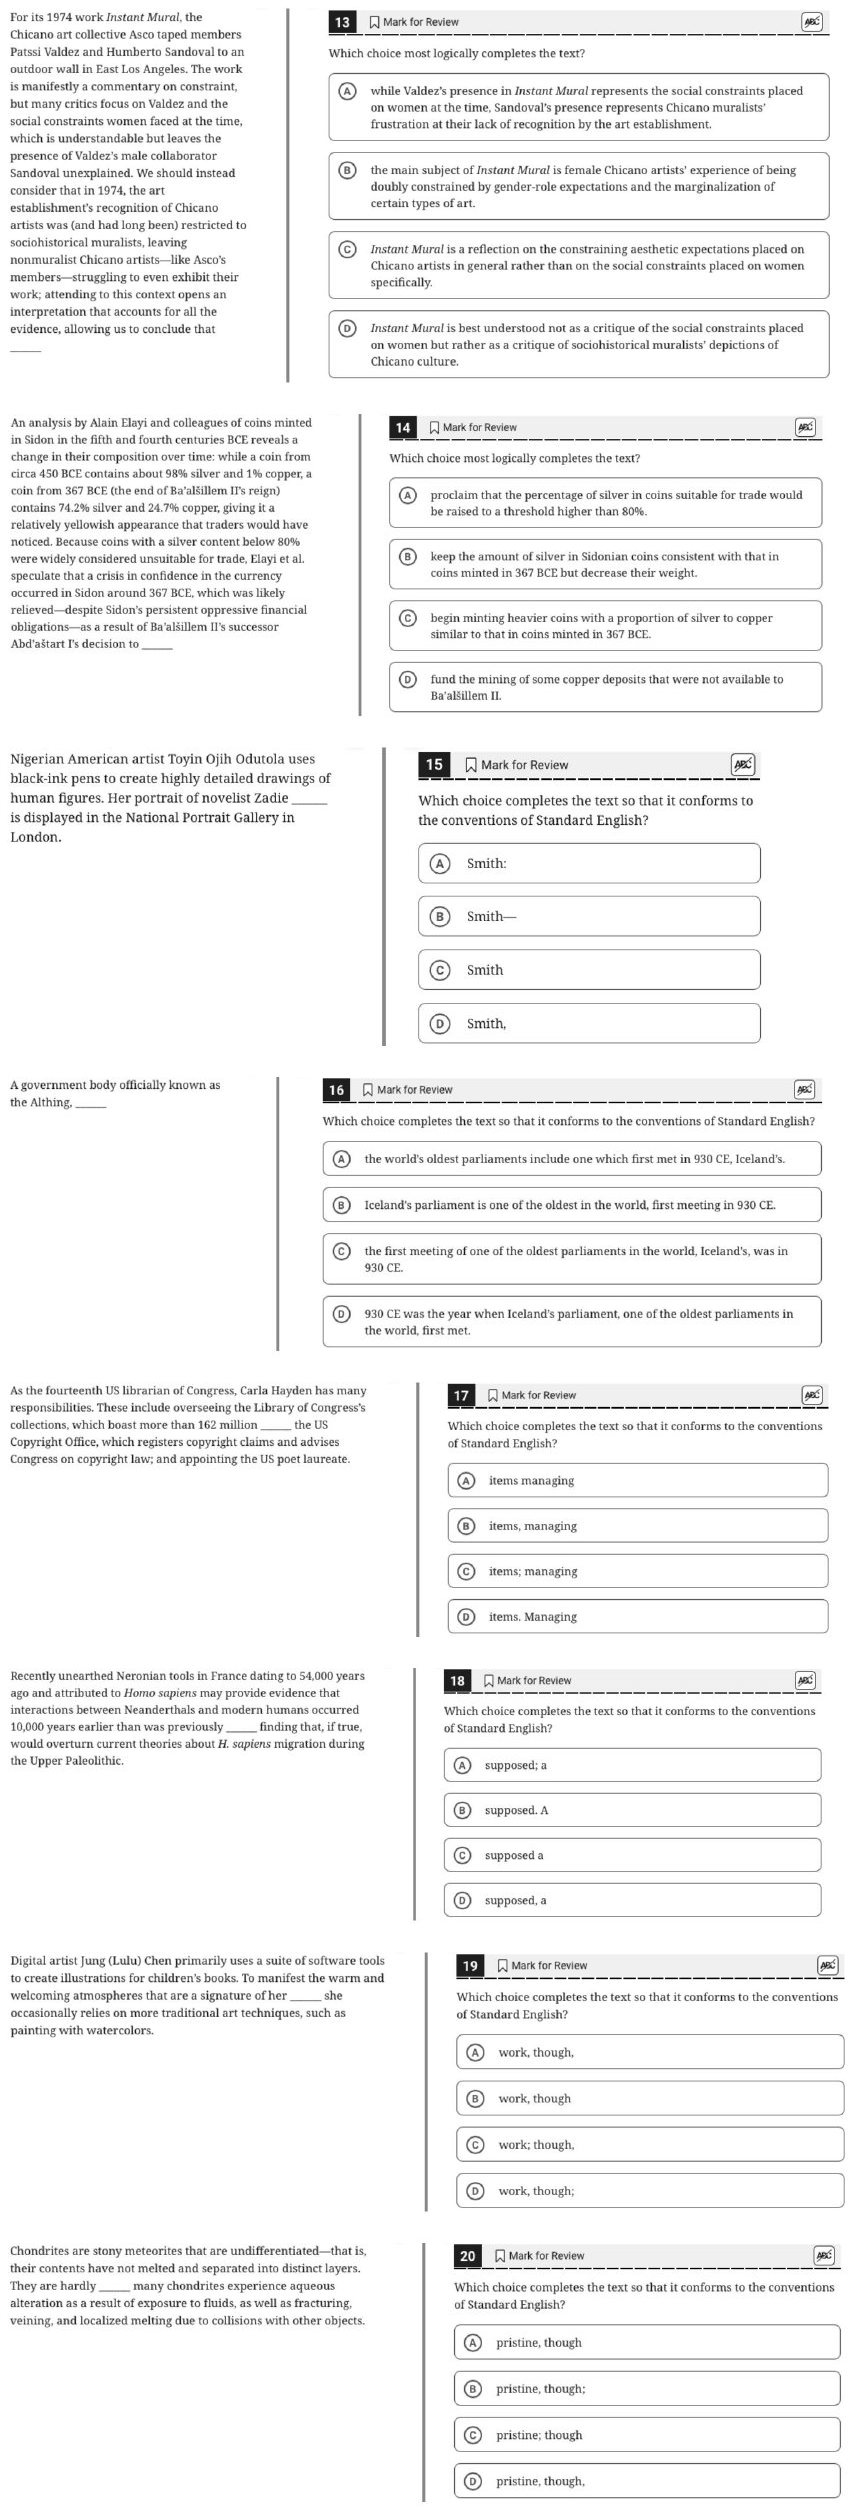 For its 1974 work Instant Mural, the
Chicano art collective Asco taped members
Patssi Valdez and Humberto Sandoval to an
outdoor wall in East Los Angeles. The work
is manifestly a commentary on constraint,
but many critics focus on Valdez and the
social constraints women faced at the time,
which is understandable but leaves the
presence of Valdez's male collaborator
Sandoval unexplained. We should instead
consider that in 1974, the art
establishment's recognition of Chicano
artists was (and had long been) restricted to
sociohistorical muralists, leaving
nonmuralist Chicano artists—like Asco's
members—struggling to even exhibit their
work; attending to this context opens an
interpretation that accounts for all the
evidence, allowing us to conclude that
______
13 Mark for Review ABC
Which choice most logically completes the text?
A while Valdez's presence in Instant Mural represents the social constraints placed
on women at the time, Sandoval's presence represents Chicano muralists'
frustration at their lack of recognition by the art establishment.
B the main subject of Instant Mural is female Chicano artists' experience of being
doubly constrained by gender-role expectations and the marginalization of
certain types of art.
C Instant Mural is a reflection on the constraining aesthetic expectations placed on
Chicano artists in general rather than on the social constraints placed on women
specifically.
D Instant Mural is best understood not as a critique of the social constraints placed
on women but rather as a critique of sociohistorical muralists' depictions of
Chicano culture.
An analysis by Alain Elayi and colleagues of coins minted
in Sidon in the fifth and fourth centuries BCE reveals a
change in their composition over time: while a coin from
circa 450 BCE contains about 98% silver and 1% copper, a
coin from 367 BCE (the end of Ba'alšillem II's reign)
contains 74.2% silver and 24.7% copper, giving it a
relatively yellowish appearance that traders would have
noticed. Because coins with a silver content below 80%
were widely considered unsuitable for trade, Elayi et al.
speculate that a crisis in confidence in the currency
occurred in Sidon around 367 BCE, which was likely
relieved—despite Sidon's persistent oppressive financial
obligations—as a result of Ba'alšillem II's successor
Abd'aštart I's decision to ______
14 Mark for Review ABC
Which choice most logically completes the text?
A proclaim that the percentage of silver in coins suitable for trade would
be raised to a threshold higher than 80%.
B keep the amount of silver in Sidonian coins consistent with that in
coins minted in 367 BCE but decrease their weight.
C begin minting heavier coins with a proportion of silver to copper
similar to that in coins minted in 367 BCE.
D fund the mining of some copper deposits that were not available to
Ba'alšillem II.
Nigerian American artist Toyin Ojih Odutola uses
black-ink pens to create highly detailed drawings of
human figures. Her portrait of novelist Zadie ______
is displayed in the National Portrait Gallery in
London.
15 Mark for Review ABC
Which choice completes the text so that it conforms to
the conventions of Standard English?
A Smith:
B Smith—
C Smith
D Smith,
A government body officially known as
the Althing, ______
16 Mark for Review ABC
Which choice completes the text so that it conforms to the conventions of Standard English?
A the world's oldest parliaments include one which first met in 930 CE, Iceland's.
B Iceland's parliament is one of the oldest in the world, first meeting in 930 CE.
C the first meeting of one of the oldest parliaments in the world, Iceland's, was in
930 CE.
D 930 CE was the year when Iceland's parliament, one of the oldest parliaments in
the world, first met.
As the fourteenth US librarian of Congress, Carla Hayden has many
responsibilities. These include overseeing the Library of Congress's
collections, which boast more than 162 million ______ the US
Copyright Office, which registers copyright claims and advises
Congress on copyright law; and appointing the US poet laureate.
17 Mark for Review ABC
Which choice completes the text so that it conforms to the conventions
of Standard English?
A items managing
B items, managing
C items; managing
D items. Managing
Recently unearthed Neronian tools in France dating to 54,000 years
ago and attributed to Homo sapiens may provide evidence that
interactions between Neanderthals and modern humans occurred
10,000 years earlier than was previously ______ finding that, if true,
would overturn current theories about H. sapiens migration during
the Upper Paleolithic.
18 Mark for Review ABC
Which choice completes the text so that it conforms to the conventions
of Standard English?
A supposed; a
B supposed. A
C supposed a
D supposed, a
Digital artist Jung (Lulu) Chen primarily uses a suite of software tools
to create illustrations for children's books. To manifest the warm and
welcoming atmospheres that are a signature of her ______ she
occasionally relies on more traditional art techniques, such as
painting with watercolors.
19 Mark for Review ABC
Which choice completes the text so that it conforms to the conventions
of Standard English?
A work, though,
B work, though
C work; though,
D work, though;
Chondrites are stony meteorites that are undifferentiated—that is,
their contents have not melted and separated into distinct layers.
They are hardly ______ many chondrites experience aqueous
alteration as a result of exposure to fluids, as well as fracturing,
veining, and localized melting due to collisions with other objects.
20 Mark for Review ABC
Which choice completes the text so that it conforms to the conventions
of Standard English?
A pristine, though
B pristine, though;
C pristine; though
D pristine, though,